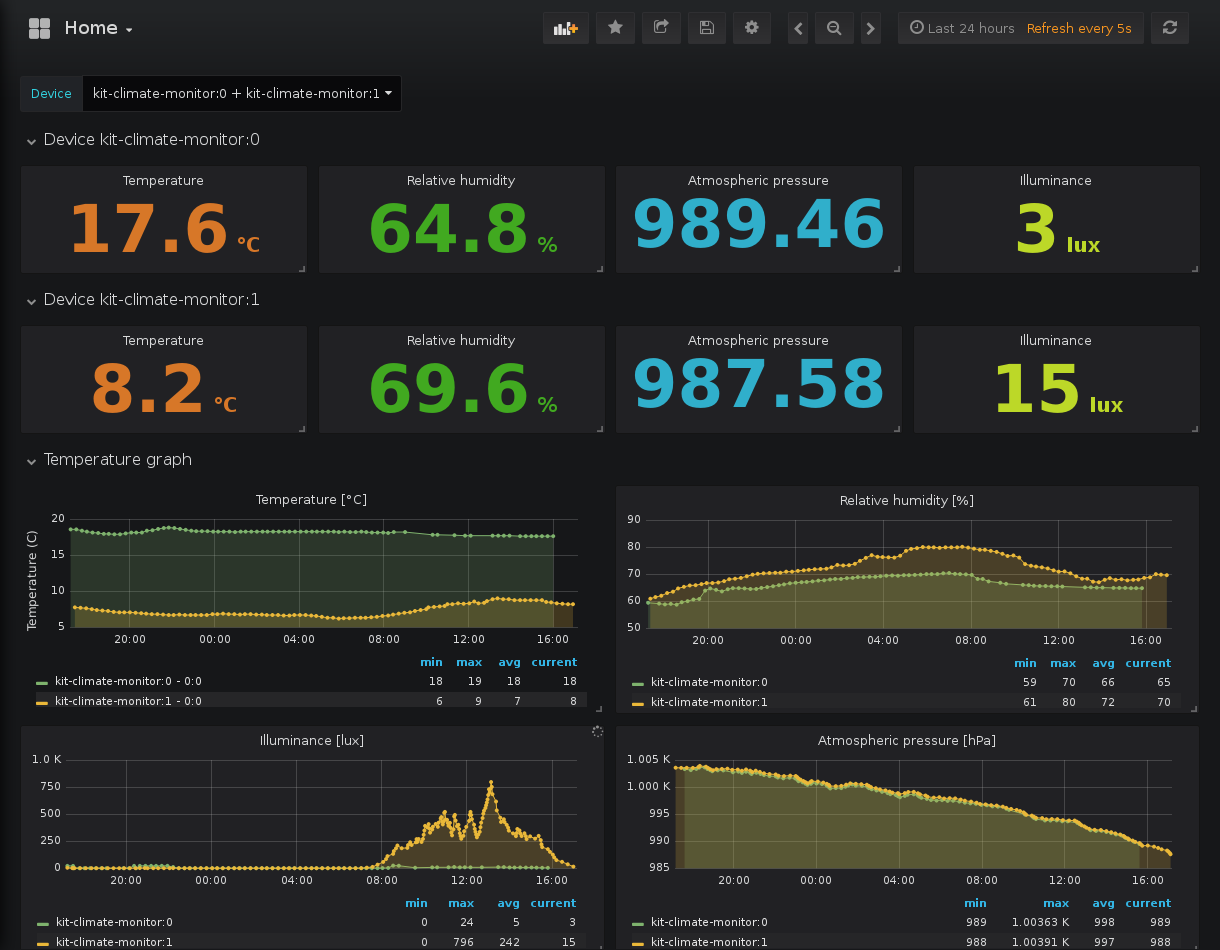 Home
Last 24 hours Refresh every 5s
Device kit-climate-monitor:0 + kit-climate-monitor:1
Device kit-climate-monitor:0
Temperature Relative humidity Atmospheric pressure Illuminance
17.6 °C 64.8 % 989.46 3 lux
Device kit-climate-monitor:1
Temperature Relative humidity Atmospheric pressure Illuminance
8.2 °C 69.6 % 987.58 15 lux
Temperature graph
Temperature [°C]
Temperature (C)
20
15
10
5
20:00 00:00 04:00 08:00 12:00 16:00
min max avg current
kit-climate-monitor:0 - 0:0 18 19 18 18
kit-climate-monitor:1 - 0:0 6 9 7 8
Relative humidity [%]
90
80
70
60
50
20:00 00:00 04:00 08:00 12:00 16:00
min max avg current
kit-climate-monitor:0 59 70 66 65
kit-climate-monitor:1 61 80 72 70
Illuminance [lux]
1.0 K
750
500
250
0
20:00 00:00 04:00 08:00 12:00 16:00
min max avg current
kit-climate-monitor:0 0 24 5 3
kit-climate-monitor:1 0 796 242 15
Atmospheric pressure [hPa]
1.005 K
1.000 K
995
990
985
20:00 00:00 04:00 08:00 12:00 16:00
min max avg current
kit-climate-monitor:0 989 1.00363 K 998 989
kit-climate-monitor:1 988 1.00391 K 997 988